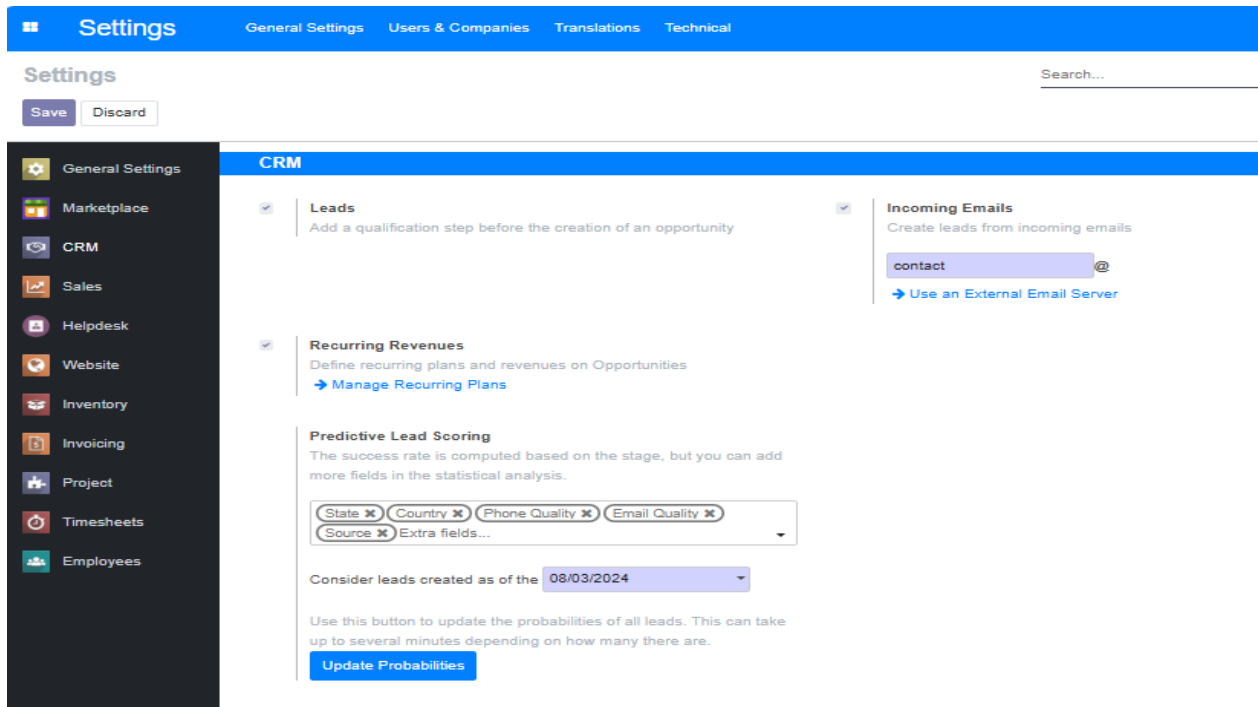 Settings General Settings Users & Companies Translations Technical
Settings
Search...
Save Discard
General Settings
Marketplace
CRM
Sales
Helpdesk
Website
Inventory
Invoicing
Project
Timesheets
Employees
CRM
Leads
Add a qualification step before the creation of an opportunity
Incoming Emails
Create leads from incoming emails
contact @
Use an External Email Server
Recurring Revenues
Define recurring plans and revenues on Opportunities
Manage Recurring Plans
Predictive Lead Scoring
The success rate is computed based on the stage, but you can add
more fields in the statistical analysis.
State Country Phone Quality Email Quality
Source Extra fields...
Consider leads created as of the 08/03/2024
Use this button to update the probabilities of all leads. This can take
up to several minutes depending on how many there are.
Update Probabilities